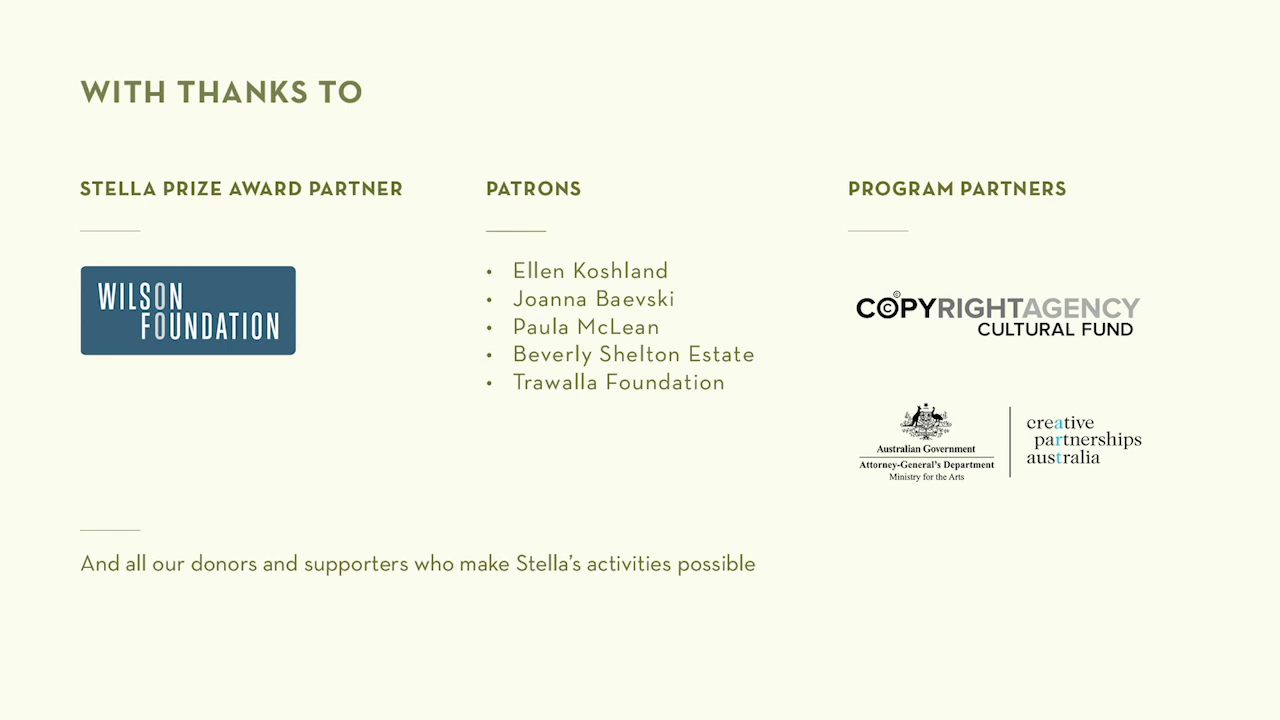 WITH THANKS TO
STELLA PRIZE AWARD PARTNER
WILSON
FOUNDATION
PATRONS
• Ellen Koshland
• Joanna Baevski
• Paula McLean
• Beverly Shelton Estate
• Trawalla Foundation
PROGRAM PARTNERS
COPYRIGHTAGENCY
CULTURAL FUND
Australian Government
Attorney-General's Department
Ministry for the Arts
creative
partnerships
australia
And all our donors and supporters who make Stella's activities possible